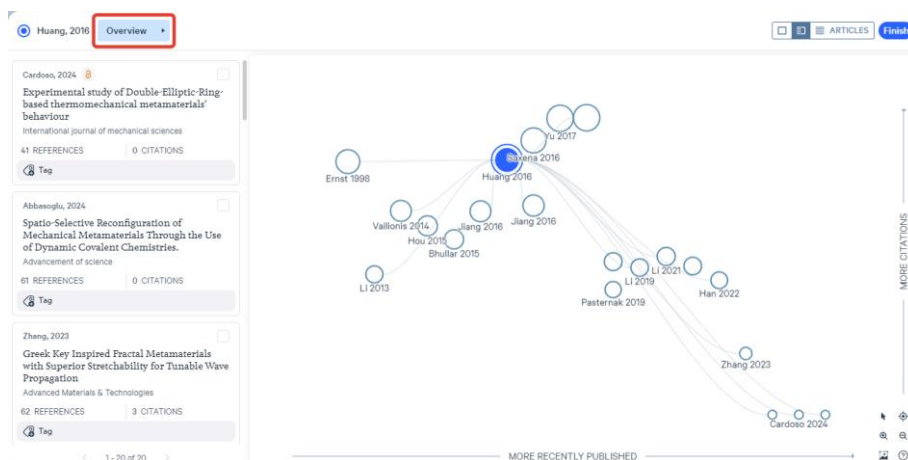 Huang, 2016 Overview
ARTICLES Finish
Cardoso, 2024
Experimental study of Double-Elliptic-Ring-
based thermomechanical metamaterials'
behaviour
International journal of mechanical sciences
41 REFERENCES 0 CITATIONS
Tag
Abbasoglu, 2024
Spatio-Selective Reconfiguration of
Mechanical Metamaterials Through the Use
of Dynamic Covalent Chemistries.
Advancement of science
61 REFERENCES 0 CITATIONS
Tag
Zhang, 2023
Greek Key Inspired Fractal Metamaterials
with Superior Stretchability for Tunable Wave
Propagation
Advanced Materials & Technologies
62 REFERENCES 3 CITATIONS
Tag
1 - 20 of 20
Yu 2017
Saxena 2016
Huang 2016
Ernst 1998
Vailionis 2014
Jiang 2016
Jiang 2016
Hou 2015
Bhullar 2015
LI 2013
LI 2021
LI 2019
Han 2022
Pasternak 2019
Zhang 2023
Cardoso 2024
MORE RECENTLY PUBLISHED
MORE CITATIONS